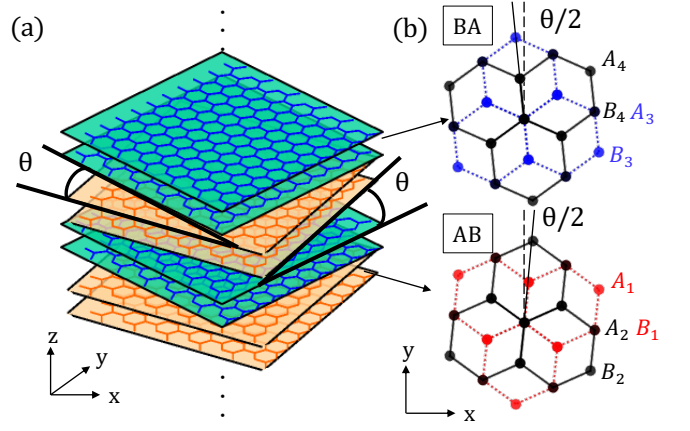 (a)
θ
θ
z
y
x
(b)
BA
θ/2
A₄
B₄ A₃
B₃
AB
θ/2
A₁
A₂ B₁
B₂
y
x